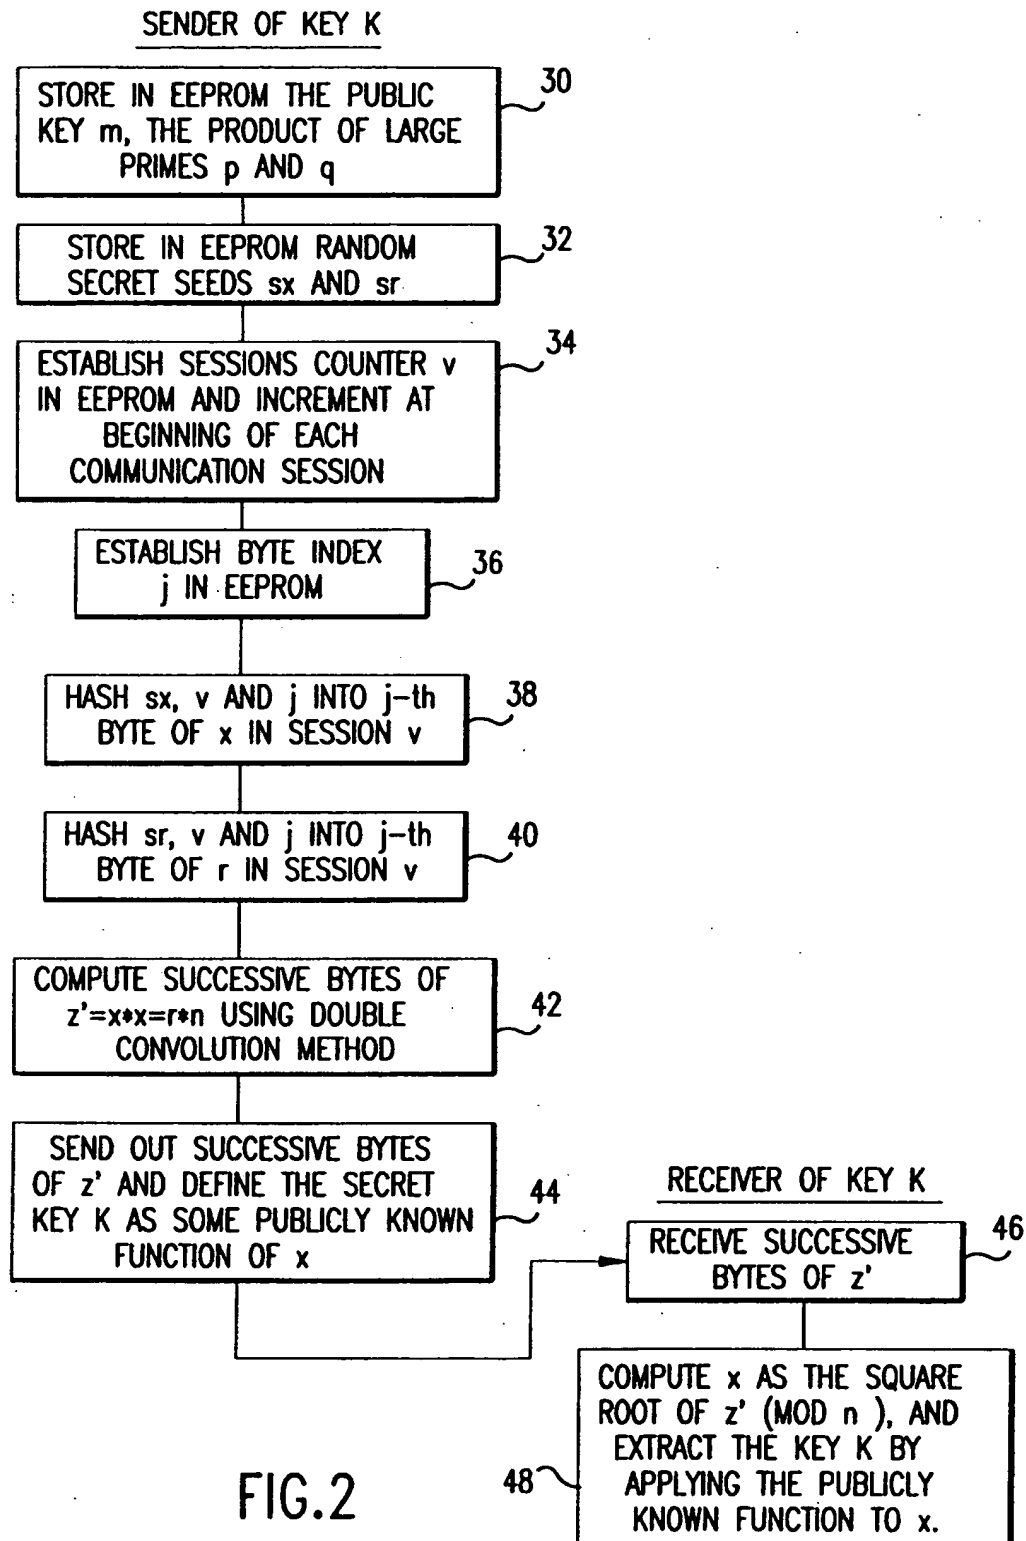 SENDER OF KEY K
STORE IN EEPROM THE PUBLIC
KEY m, THE PRODUCT OF LARGE
PRIMES p AND q
30
STORE IN EEPROM RANDOM
SECRET SEEDS sx AND sr
32
ESTABLISH SESSIONS COUNTER v
IN EEPROM AND INCREMENT AT
BEGINNING OF EACH
COMMUNICATION SESSION
34
ESTABLISH BYTE INDEX
j IN EEPROM
36
HASH sx, v AND j INTO j-th
BYTE OF x IN SESSION v
38
HASH sr, v AND j INTO j-th
BYTE OF r IN SESSION v
40
COMPUTE SUCCESSIVE BYTES OF
z'=x*x=r*n USING DOUBLE
CONVOLUTION METHOD
42
SEND OUT SUCCESSIVE BYTES
OF z' AND DEFINE THE SECRET
KEY K AS SOME PUBLICLY KNOWN
FUNCTION OF x
44
RECEIVER OF KEY K
RECEIVE SUCCESSIVE
BYTES OF z'
46
COMPUTE x AS THE SQUARE
ROOT OF z' (MOD n ), AND
EXTRACT THE KEY K BY
APPLYING THE PUBLICLY
KNOWN FUNCTION TO x.
48
FIG.2